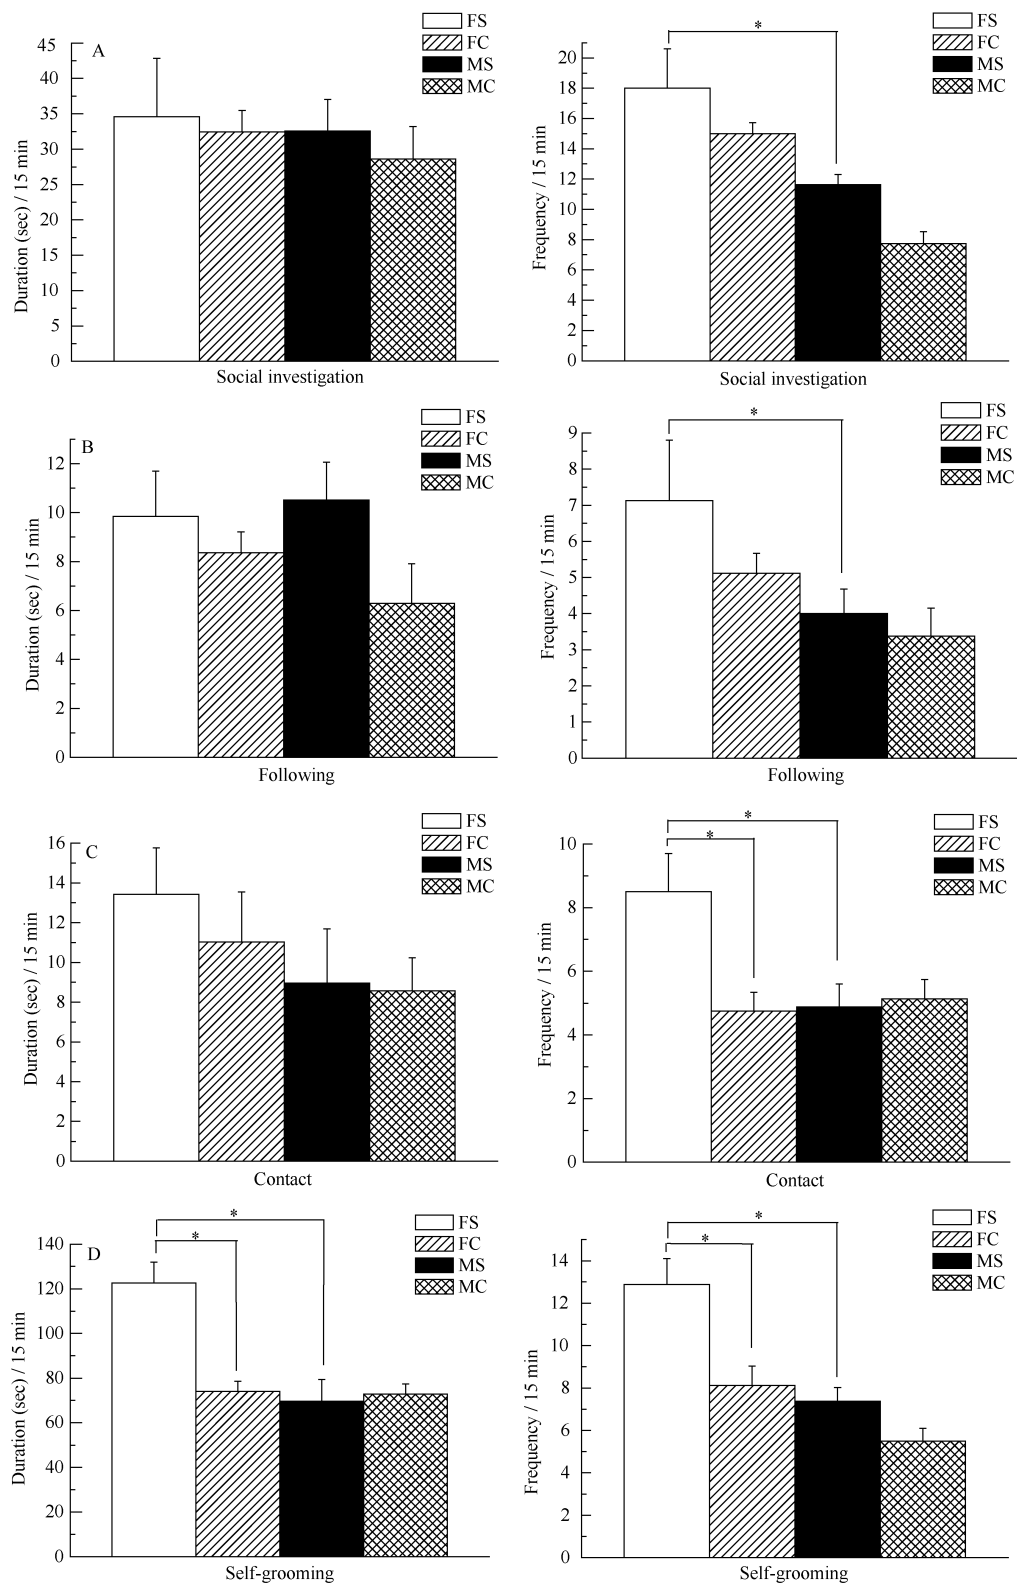 A
FS
FC
MS
MC
45
40
35
30
25
20
15
10
5
0
Duration (sec) / 15 min
Social investigation
*
FS
FC
MS
MC
20
18
16
14
12
10
8
6
4
2
0
Frequency / 15 min
Social investigation
B
FS
FC
MS
MC
12
10
8
6
4
2
0
Duration (sec) / 15 min
Following
*
FS
FC
MS
MC
9
8
7
6
5
4
3
2
1
0
Frequency / 15 min
Following
C
FS
FC
MS
MC
16
14
12
10
8
6
4
2
0
Duration (sec) / 15 min
Contact
*
*
FS
FC
MS
MC
10
8
6
4
2
0
Frequency / 15 min
Contact
D
*
*
FS
FC
MS
MC
140
120
100
80
60
40
20
0
Duration (sec) / 15 min
Self-grooming
*
*
FS
FC
MS
MC
14
12
10
8
6
4
2
0
Frequency / 15 min
Self-grooming